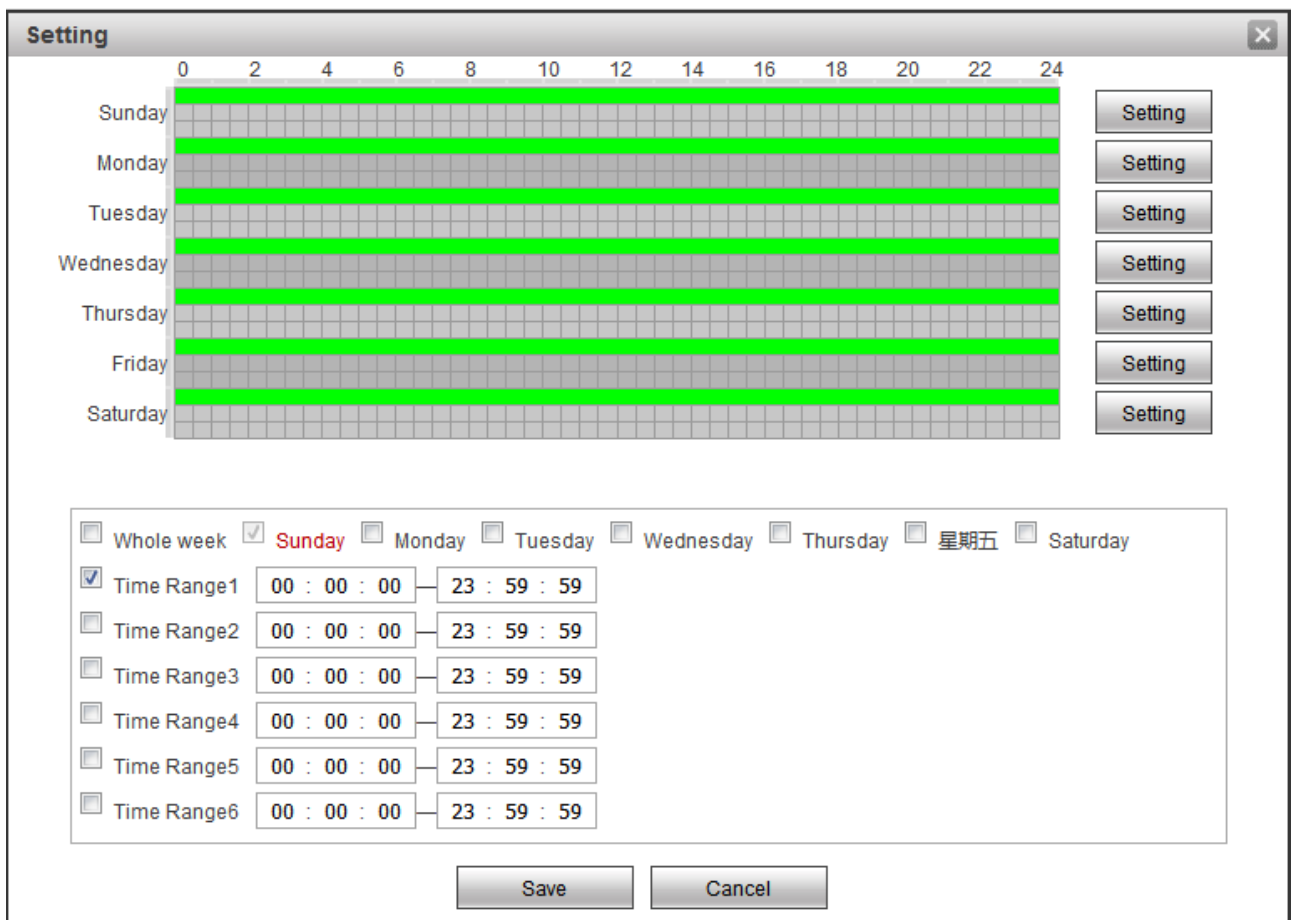 Setting
0 2 4 6 8 10 12 14 16 18 20 22 24
Sunday Setting
Monday Setting
Tuesday Setting
Wednesday Setting
Thursday Setting
Friday Setting
Saturday Setting
Whole week Sunday Monday Tuesday Wednesday Thursday 星期五 Saturday
Time Range1 00 : 00 : 00 — 23 : 59 : 59
Time Range2 00 : 00 : 00 — 23 : 59 : 59
Time Range3 00 : 00 : 00 — 23 : 59 : 59
Time Range4 00 : 00 : 00 — 23 : 59 : 59
Time Range5 00 : 00 : 00 — 23 : 59 : 59
Time Range6 00 : 00 : 00 — 23 : 59 : 59
Save Cancel